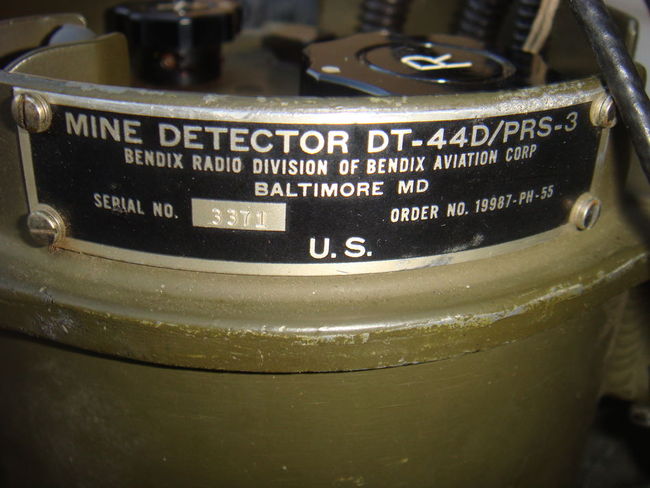 R
MINE DETECTOR DT-44D/PRS-3
BENDIX RADIO DIVISION OF BENDIX AVIATION CORP
BALTIMORE MD
SERIAL NO. 3371 ORDER NO. 19987-PH-55
U.S.